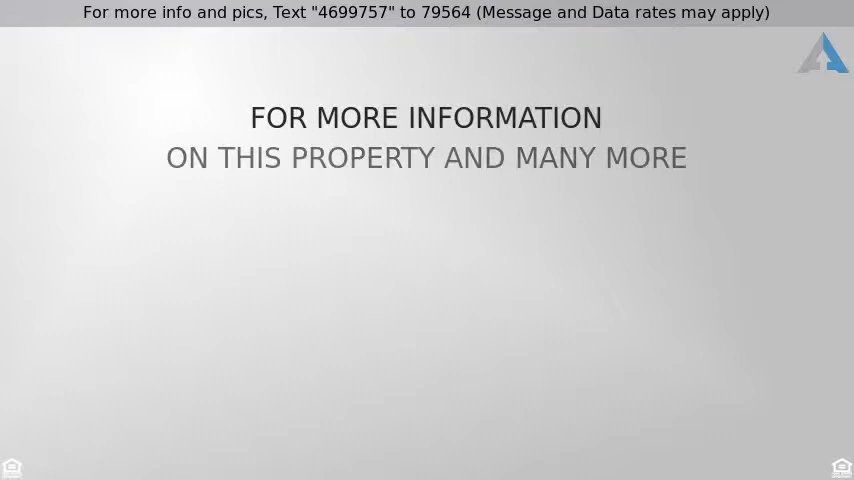 For more info and pics, Text "4699757" to 79564 (Message and Data rates may apply)
FOR MORE INFORMATION
ON THIS PROPERTY AND MANY MORE